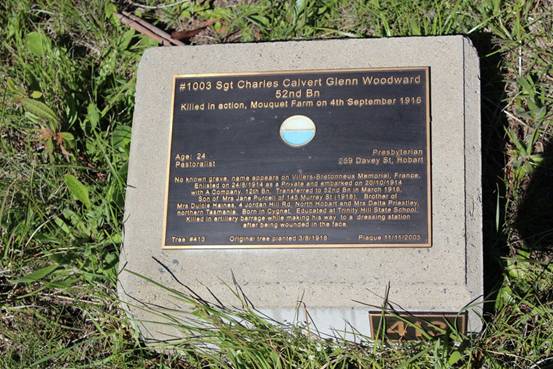 #1003 Sgt Charles Calvert Glenn Woodward
52nd Bn
Killed in action, Mouquet Farm on 4th September 1916
Age: 24
Pastoralist
Presbyterian
259 Davey St, Hobart
No known grave, name appears on Villers-Bretonneux Memorial, France.
Enlisted on 24/8/1914 as a Private and embarked on 20/10/1914
with A Company, 12th Bn. Transferred to 52nd Bn in March 1916.
Son of Mrs Jane Purcell of 145 Murray St (1918). Brother of
Mrs Dulcie Haines, 4 Jordan Hill Rd, North Hobart and Mrs Delta Priestley,
northern Tasmania. Born in Cygnet. Educated at Trinity Hill State School.
Killed in artillery barrage while making his way to a dressing station
after being wounded in the face.
Tree #413
Original tree planted 3/8/1918
Plaque 11/11/2003
413